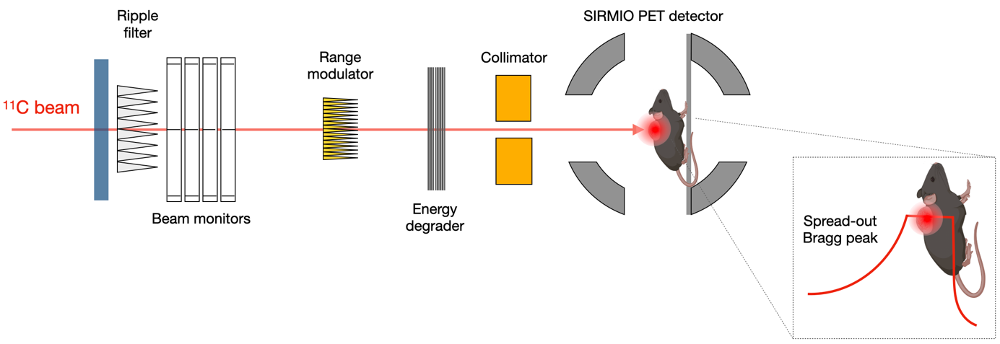 Ripple
filter
SIRMIO PET detector
Range
modulator
Collimator
¹¹C beam
Beam monitors
Energy
degrader
Spread-out
Bragg peak